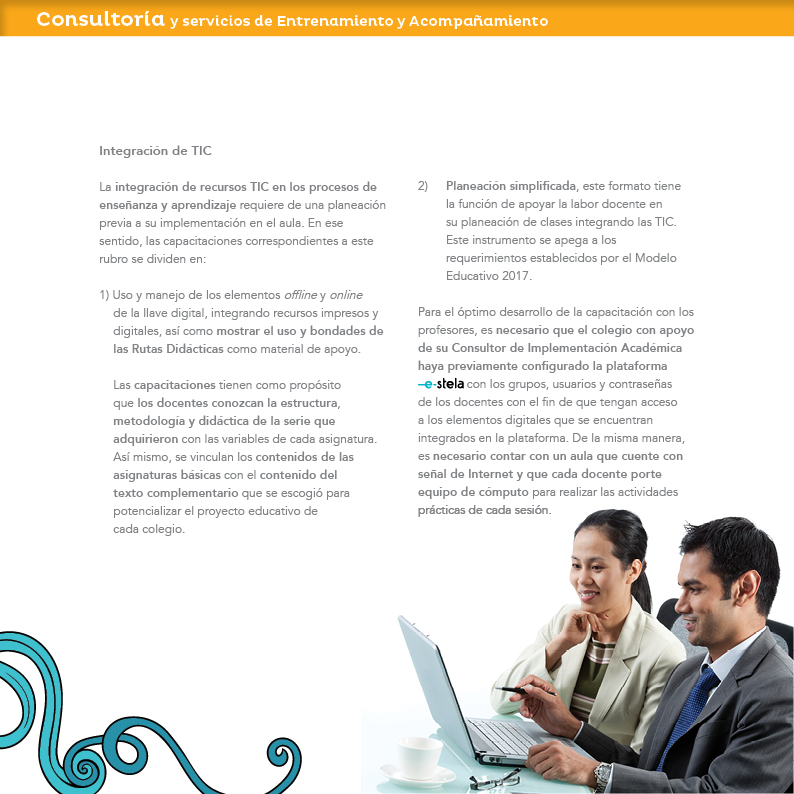 Consultoría y servicios de Entrenamiento y Acompañamiento
Integración de TIC
La integración de recursos TIC en los procesos de
enseñanza y aprendizaje requiere de una planeación
previa a su implementación en el aula. En ese
sentido, las capacitaciones correspondientes a este
rubro se dividen en:
1) Uso y manejo de los elementos offline y online
de la llave digital, integrando recursos impresos y
digitales, así como mostrar el uso y bondades de
las Rutas Didácticas como material de apoyo.
Las capacitaciones tienen como propósito
que los docentes conozcan la estructura,
metodología y didáctica de la serie que
adquirieron con las variables de cada asignatura.
Así mismo, se vinculan los contenidos de las
asignaturas básicas con el contenido del
texto complementario que se escogió para
potencializar el proyecto educativo de
cada colegio.
2) Planeación simplificada, este formato tiene
la función de apoyar la labor docente en
su planeación de clases integrando las TIC.
Este instrumento se apega a los
requerimientos establecidos por el Modelo
Educativo 2017.
Para el óptimo desarrollo de la capacitación con los
profesores, es necesario que el colegio con apoyo
de su Consultor de Implementación Académica
haya previamente configurado la plataforma
e-stela con los grupos, usuarios y contraseñas
de los docentes con el fin de que tengan acceso
a los elementos digitales que se encuentran
integrados en la plataforma. De la misma manera,
es necesario contar con un aula que cuente con
señal de Internet y que cada docente porte
equipo de cómputo para realizar las actividades
prácticas de cada sesión.